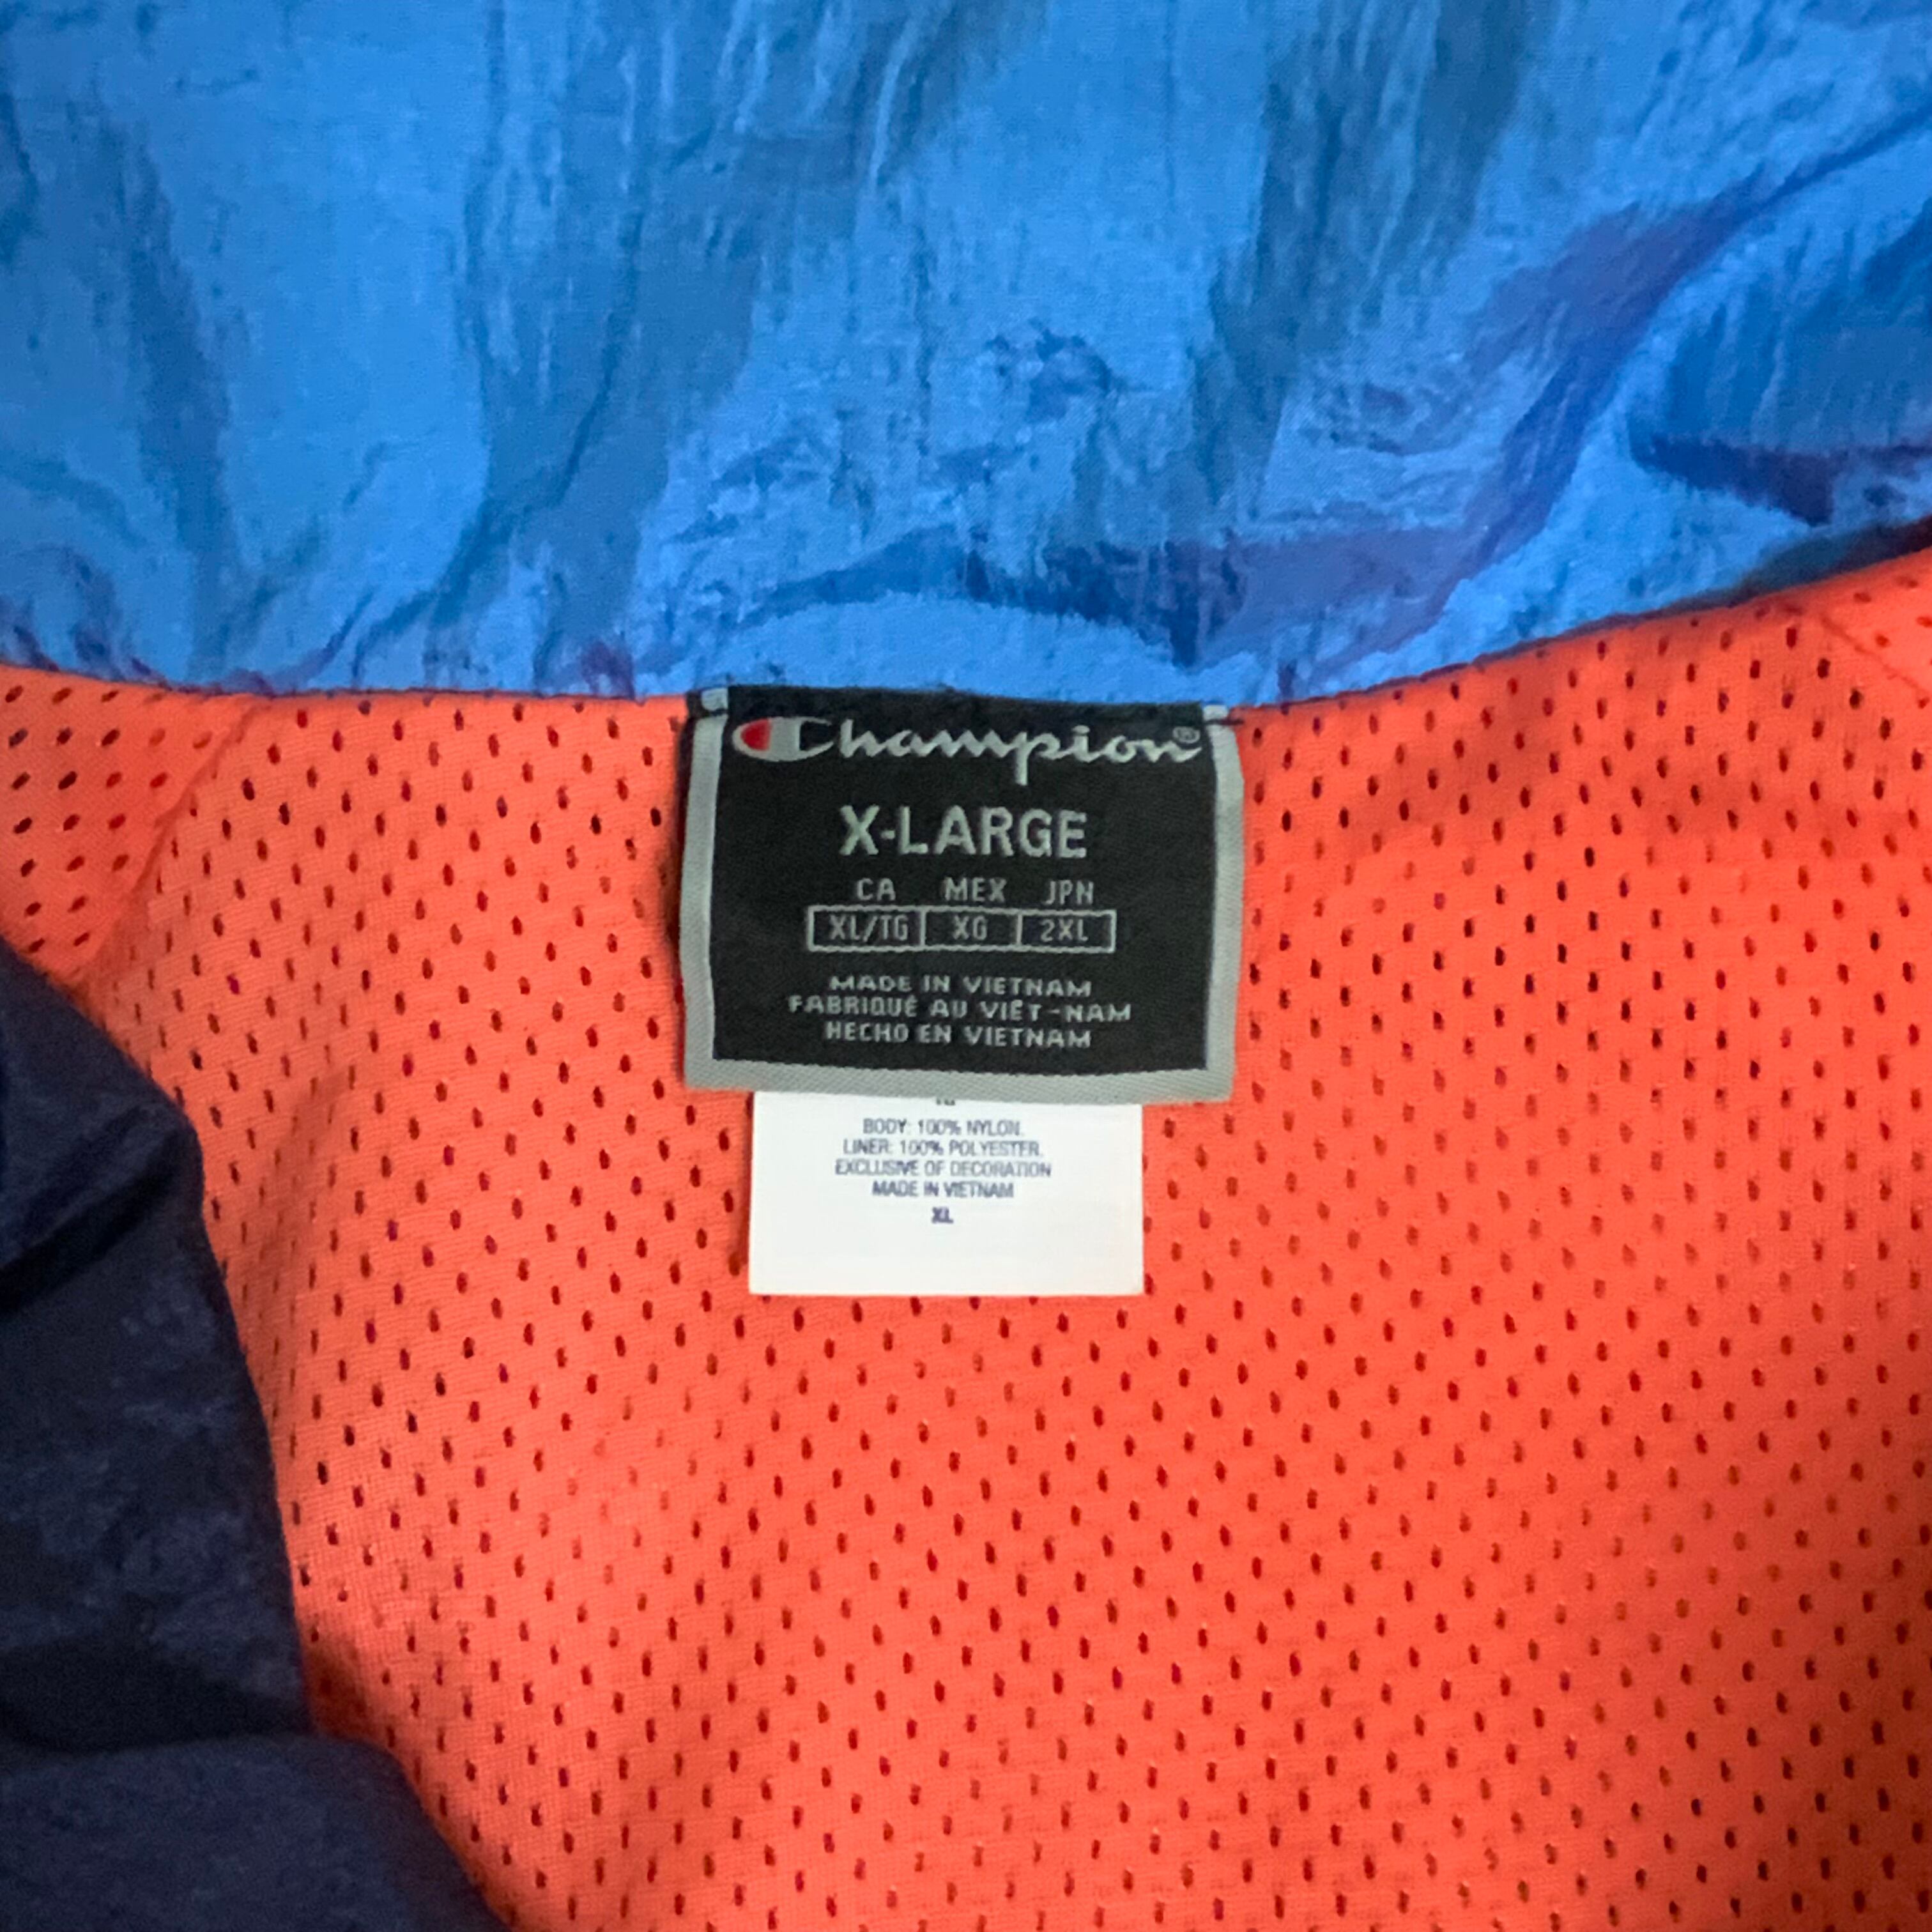 Champion®
X-LARGE
CA MEX JPN
XL/TG XG 2XL
MADE IN VIETNAM
FABRIQUÉ AU VIÊT-NAM
HECHO EN VIETNAM
BODY: 100% NYLON.
LINER: 100% POLYESTER.
EXCLUSIVE OF DECORATION
MADE IN VIETNAM
XL